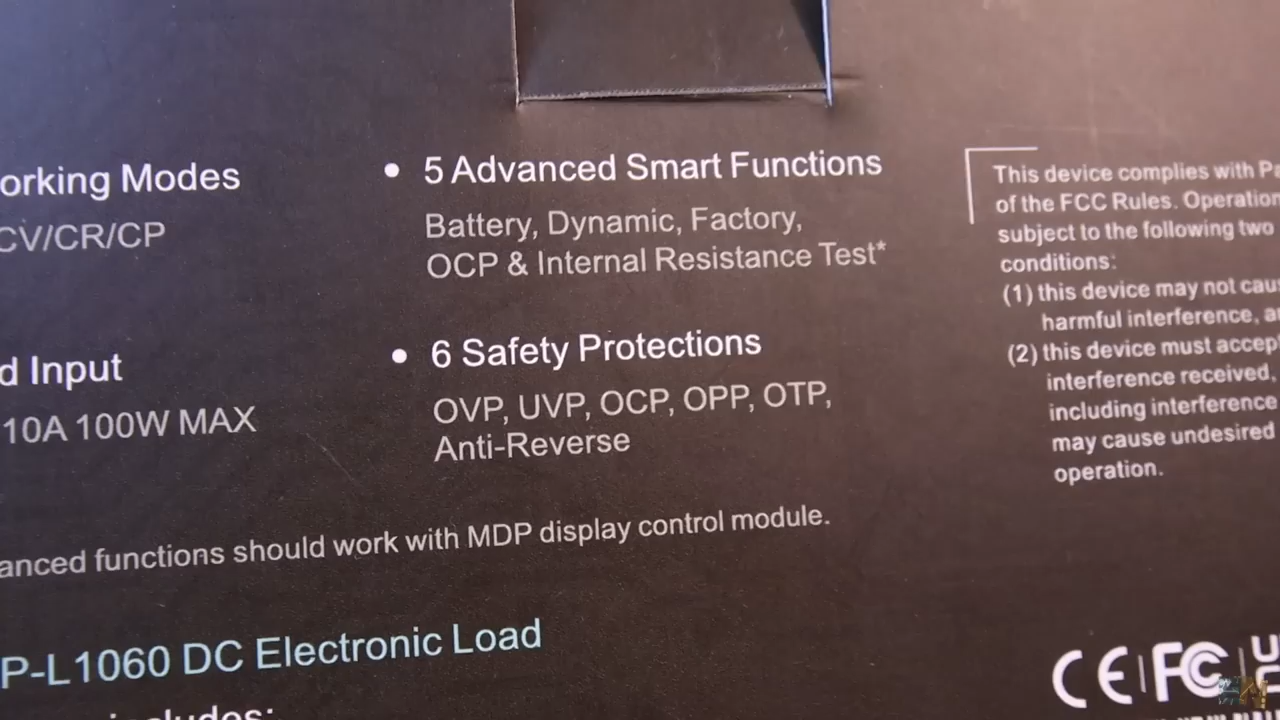 orking Modes
CV/CR/CP
d Input
10A 100W MAX
• 5 Advanced Smart Functions
Battery, Dynamic, Factory,
OCP & Internal Resistance Test*
• 6 Safety Protections
OVP, UVP, OCP, OPP, OTP,
Anti-Reverse
anced functions should work with MDP display control module.
P-L1060 DC Electronic Load
includes:
This device complies with Pa
of the FCC Rules. Operation
subject to the following two
conditions:
(1) this device may not cau
harmful interference, a
(2) this device must accept
interference received,
including interference
may cause undesired
operation.
CE FC